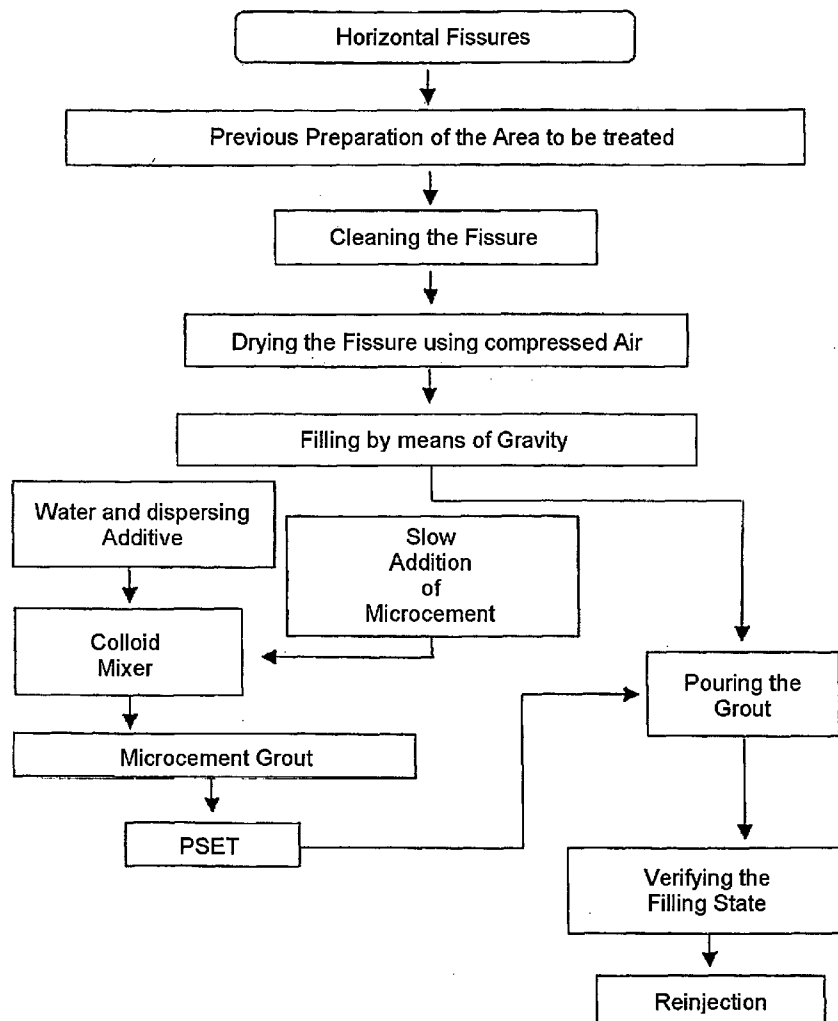 Horizontal Fissures
Previous Preparation of the Area to be treated
Cleaning the Fissure
Drying the Fissure using compressed Air
Filling by means of Gravity
Water and dispersing
Additive
Slow
Addition
of
Microcement
Colloid
Mixer
Pouring the
Grout
Microcement Grout
PSET
Verifying the
Filling State
Reinjection